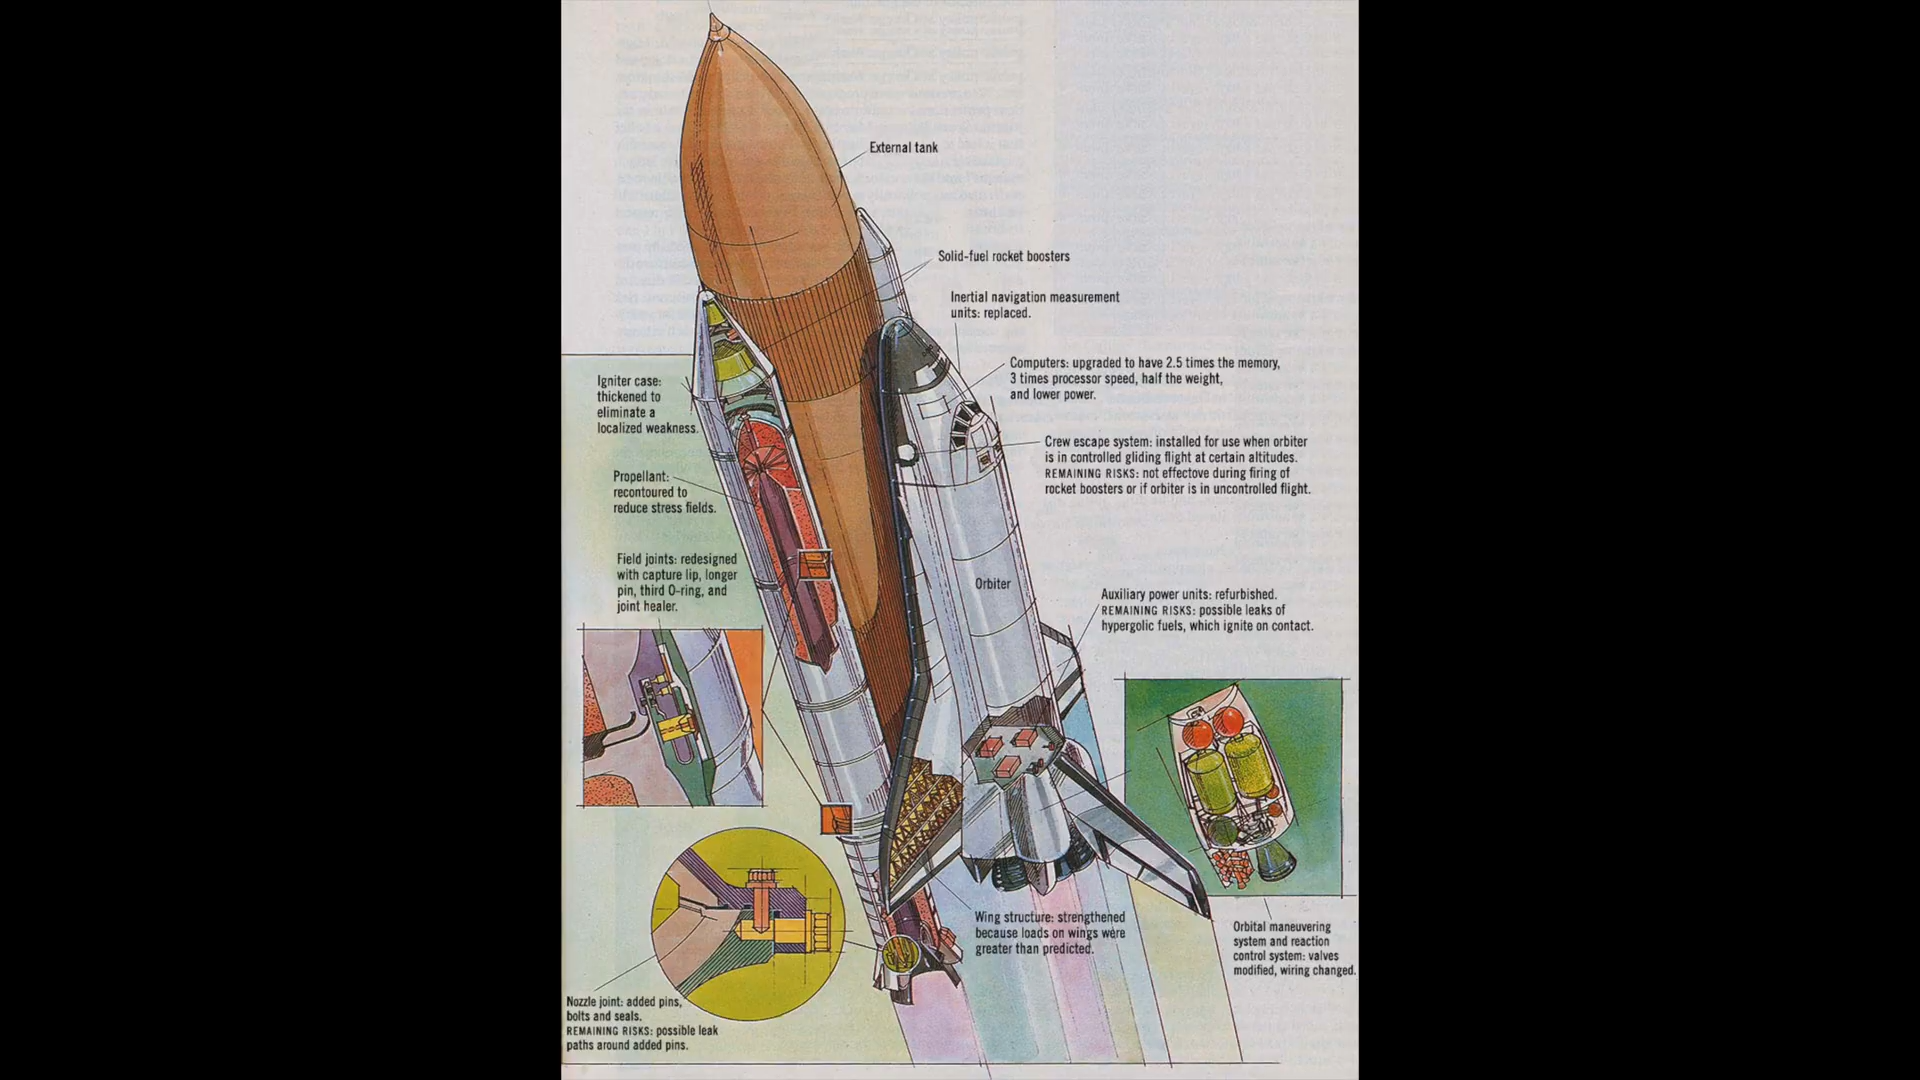 External tank
Solid-fuel rocket boosters
Inertial navigation measurement
units: replaced.
Computers: upgraded to have 2.5 times the memory,
3 times processor speed, half the weight,
and lower power.
Igniter case:
thickened to
eliminate a
localized weakness.
Crew escape system: installed for use when orbiter
is in controlled gliding flight at certain altitudes.
REMAINING RISKS: not effectove during firing of
rocket boosters or if orbiter is in uncontrolled flight.
Propellant:
recontoured to
reduce stress fields.
Field joints: redesigned
with capture lip, longer
pin, third O-ring, and
joint healer.
Orbiter
Auxiliary power units: refurbished.
REMAINING RISKS: possible leaks of
hypergolic fuels, which ignite on contact.
Wing structure: strengthened
because loads on wings were
greater than predicted.
Orbital maneuvering
system and reaction
control system: valves
modified, wiring changed.
Nozzle joint: added pins,
bolts and seals.
REMAINING RISKS: possible leak
paths around added pins.